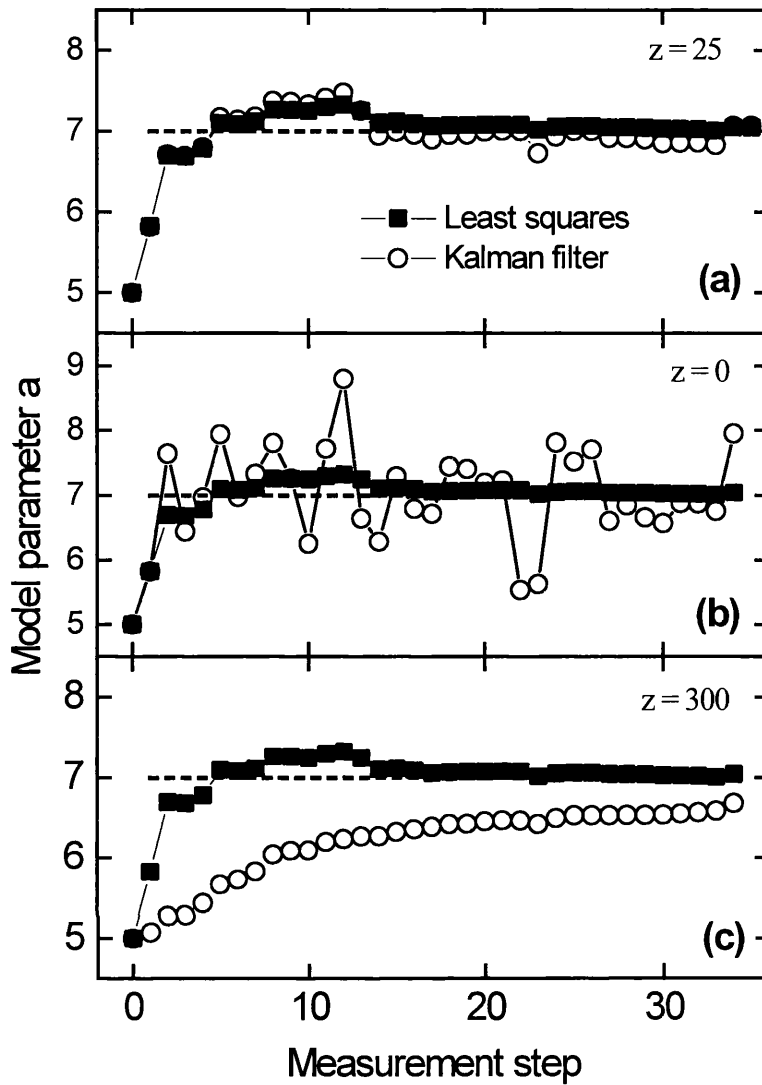 8
7
6
5
z = 25
Least squares
Kalman filter
(a)
9
8
7
6
5
z = 0
(b)
8
7
6
5
z = 300
(c)
Model parameter a
0
10
20
30
Measurement step